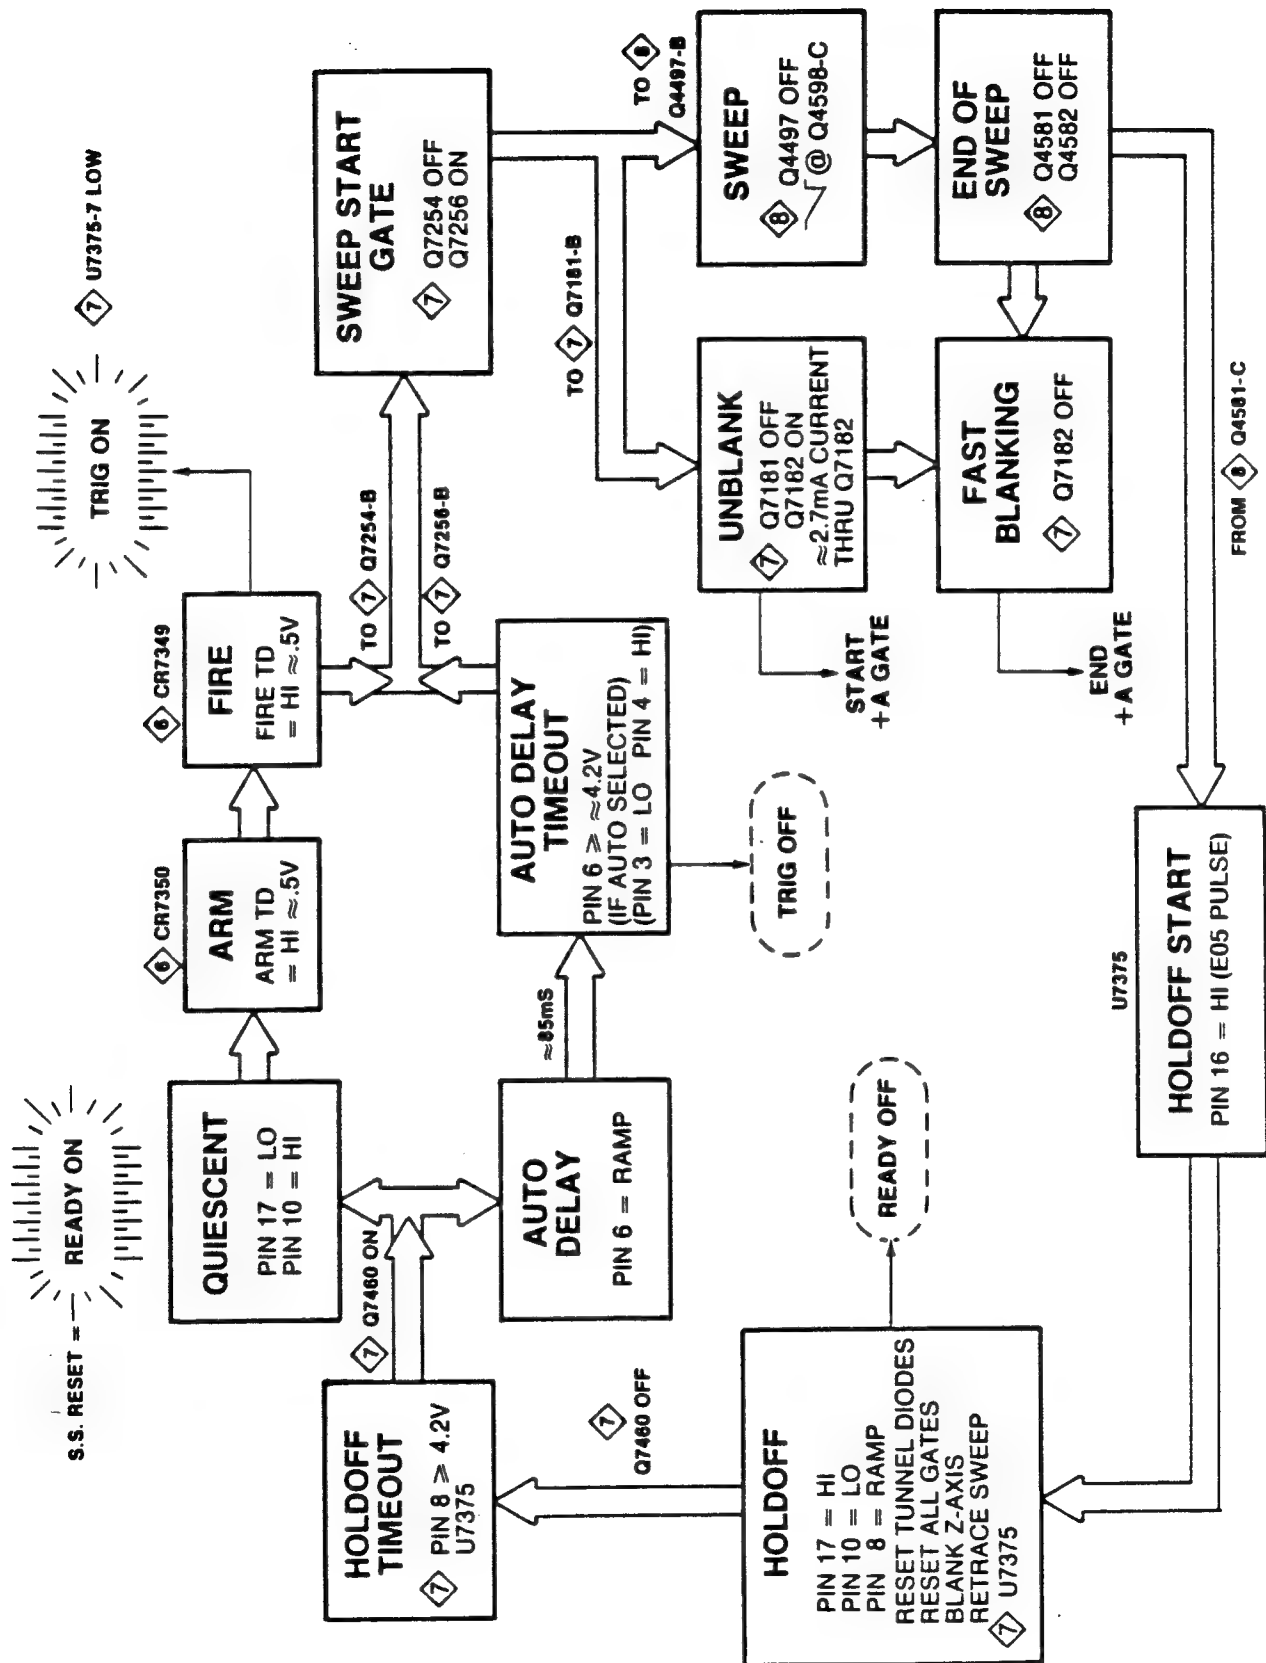 S.S. RESET =
READY ON
QUIESCENT
PIN 17 = LO
PIN 10 = HI
6 CR7350
ARM
ARM TD
= HI ≈.5V
6 CR7349
FIRE
FIRE TD
= HI ≈.5V
TRIG ON
7 U7375-7 LOW
HOLDOFF
TIMEOUT
7 PIN 8 ⩾ 4.2V
U7375
7 Q7460 ON
AUTO
DELAY
PIN 6 = RAMP
≈85mS
AUTO DELAY
TIMEOUT
PIN 6 > ≈4.2V
(IF AUTO SELECTED)
(PIN 3 = LO PIN 4 = HI)
TRIG OFF
TO 7 Q7254-B
TO 7 Q7256-B
SWEEP START
GATE
7 Q7254 OFF
Q7256 ON
TO 7 Q7181-B
TO 8
Q4497-B
UNBLANK
7 Q7181 OFF
Q7182 ON
≈2.7mA CURRENT
THRU Q7182
START
+A GATE
SWEEP
8 Q4497 OFF
@ Q4598-C
FAST
BLANKING
7 Q7182 OFF
END
+A GATE
END OF
SWEEP
8 Q4581 OFF
Q4582 OFF
FROM 8 Q4581-C
U7375
HOLDOFF START
PIN 16 = HI (E05 PULSE)
HOLDOFF
PIN 17 = HI
PIN 10 = LO
PIN 8 = RAMP
RESET TUNNEL DIODES
RESET ALL GATES
BLANK Z-AXIS
RETRACE SWEEP
7 U7375
READY OFF
7
Q7460 OFF